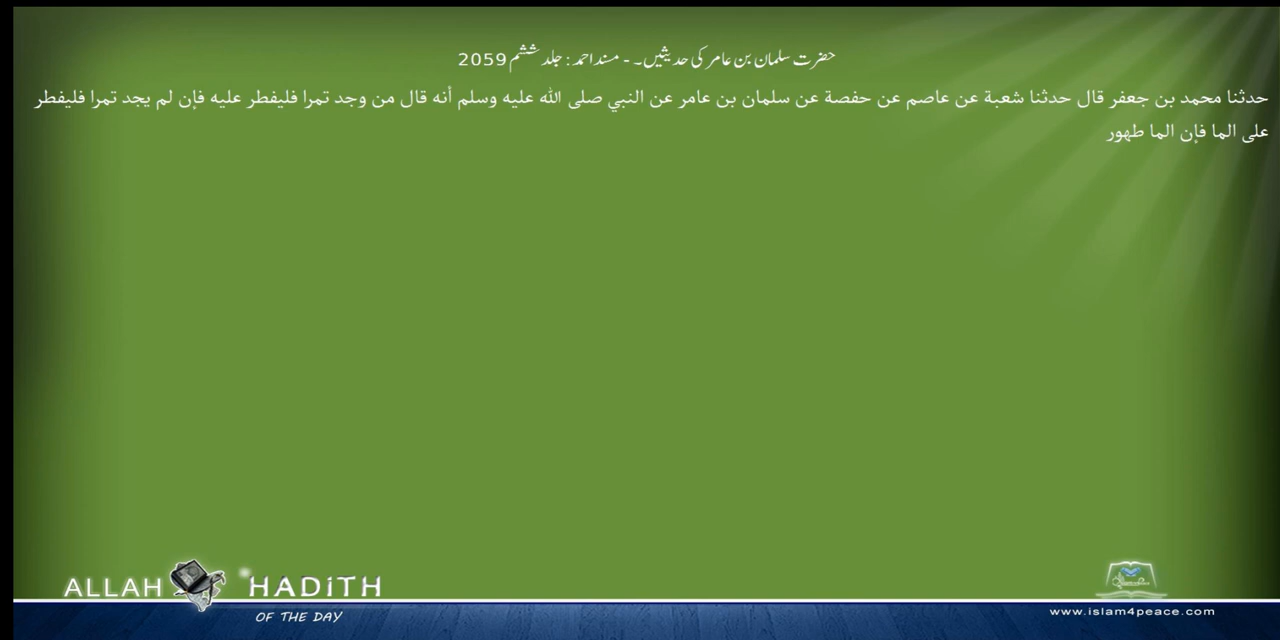 حضرت سلمان بن عامر کی حدیثیں۔ - مسند احمد : جلد ششم 2059
حدثنا محمد بن جعفر قال حدثنا شعبة عن عاصم عن حفصة عن سلمان بن عامر عن النبي صلى الله عليه وسلم أنه قال من وجد تمرا فليفطر عليه فإن لم يجد تمرا فليفطر
على الما فإن الما طهور
ALLAH HADITH
OF THE DAY
www.islam4peace.com